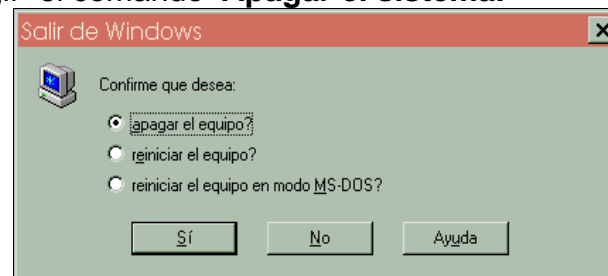 el comando "Apagar el sistema.
Salir de Windows
Confirme que desea:
apagar el equipo?
reiniciar el equipo?
reiniciar el equipo en modo MS-DOS?
Sí
No
Ayuda